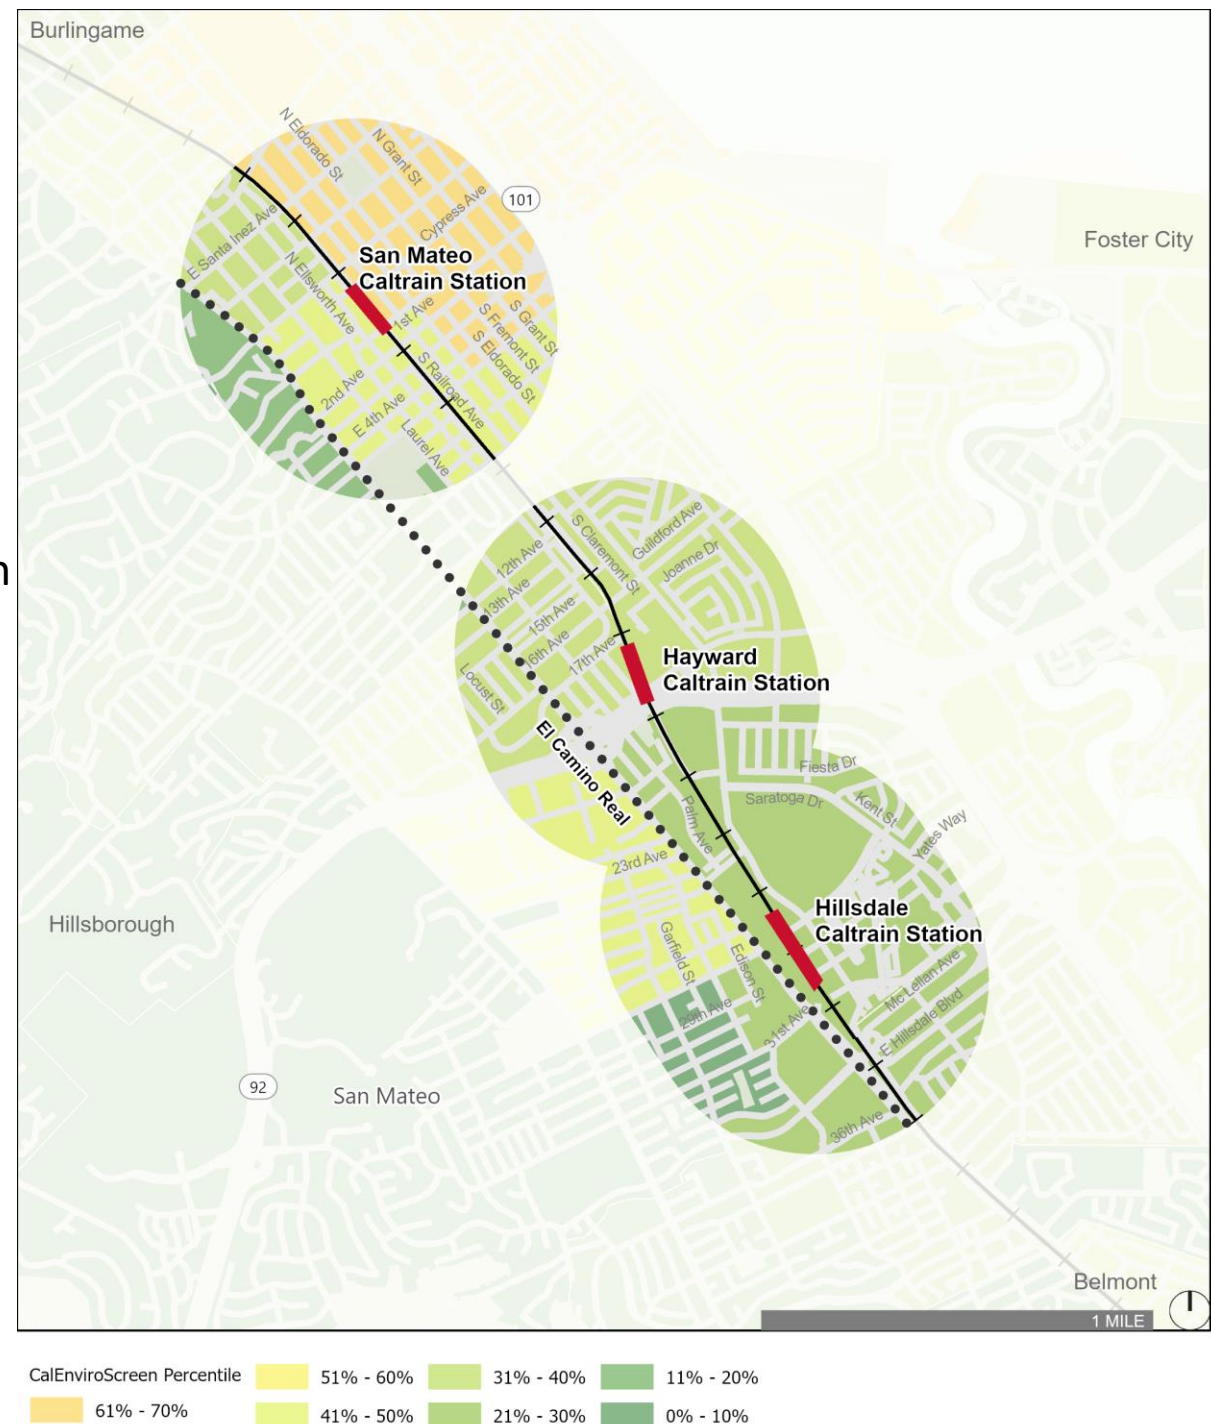 Burlingame
N Eldorado St
N Grant St
101
Cypress Ave
E Santa Inez Ave
Foster City
San Mateo
Caltrain Station
N Ellsworth Ave
1st Ave
S Grant St
S Fremont St
S Eldorado St
S Railroad Ave
2nd Ave
E 4th Ave
Laurel Ave
n
12th Ave
S Claremont St
Guildford Ave
Joanne Dr
13th Ave
15th Ave
16th Ave
17th Ave
Locust St
Hayward
Caltrain Station
El Camino Real
Fiesta Dr
Saratoga Dr
Kent St
Palm Ave
Yates Way
23rd Ave
Hillsdale
Caltrain Station
Hillsborough
Garfield St
Edison St
Mc Lellan Ave
29th Ave
31st Ave
E Hillsdale Blvd
92
San Mateo
36th Ave
Belmont
1 MILE
CalEnviroScreen Percentile
51% - 60%
31% - 40%
11% - 20%
61% - 70%
41% - 50%
21% - 30%
0% - 10%